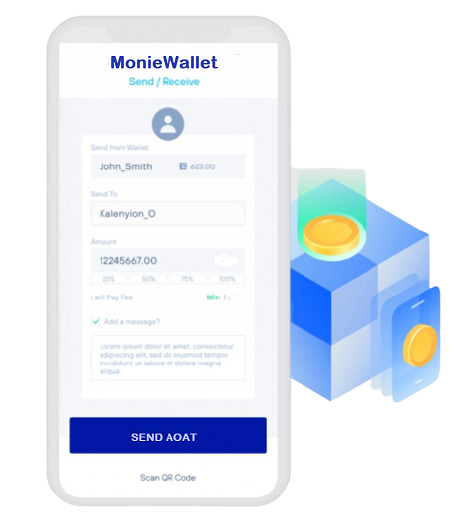 MonieWallet
Send / Receive
Send from Wallet
John_Smith 623.00
Send To
Kalenyion_O
Amount
12245667.00
25% 50% 75% 100%
I will Pay Fee Min 1:
Add a message?
Lorem ipsum dolor sit amet, consectetur
adipiscing elit, sed do eiusmod tempor
incididunt ut labore et dolore magna
aliqua.
SEND AOAT
Scan QR Code